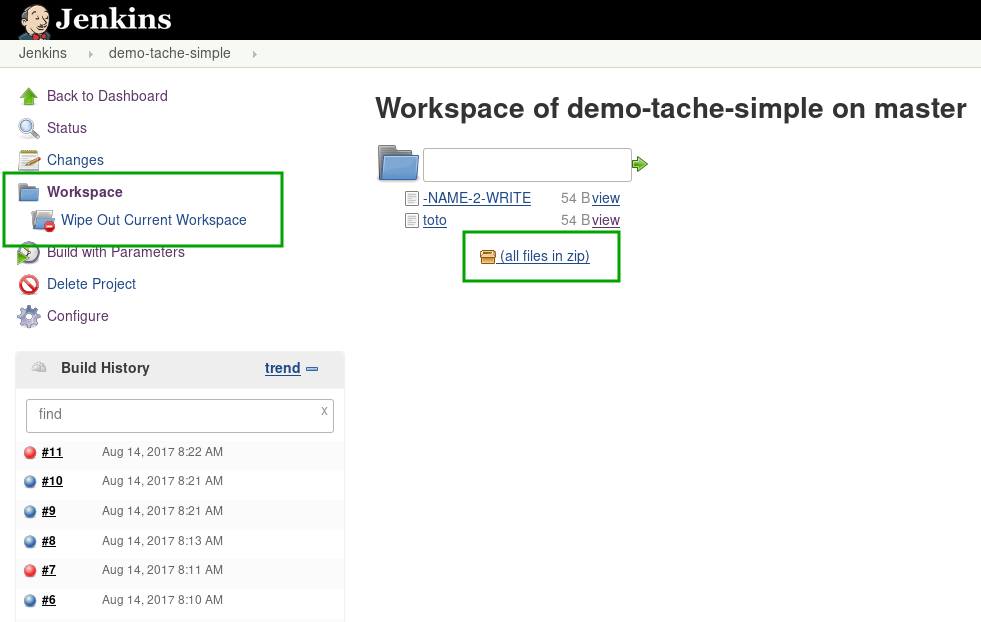 Jenkins
Jenkins demo-tache-simple
Back to Dashboard
Status
Changes
Workspace
Wipe Out Current Workspace
Build with Parameters
Delete Project
Configure
Build History trend
find x
#11 Aug 14, 2017 8:22 AM
#10 Aug 14, 2017 8:21 AM
#9 Aug 14, 2017 8:21 AM
#8 Aug 14, 2017 8:13 AM
#7 Aug 14, 2017 8:11 AM
#6 Aug 14, 2017 8:10 AM
Workspace of demo-tache-simple on master
-NAME-2-WRITE 54 B view
toto 54 B view
(all files in zip)